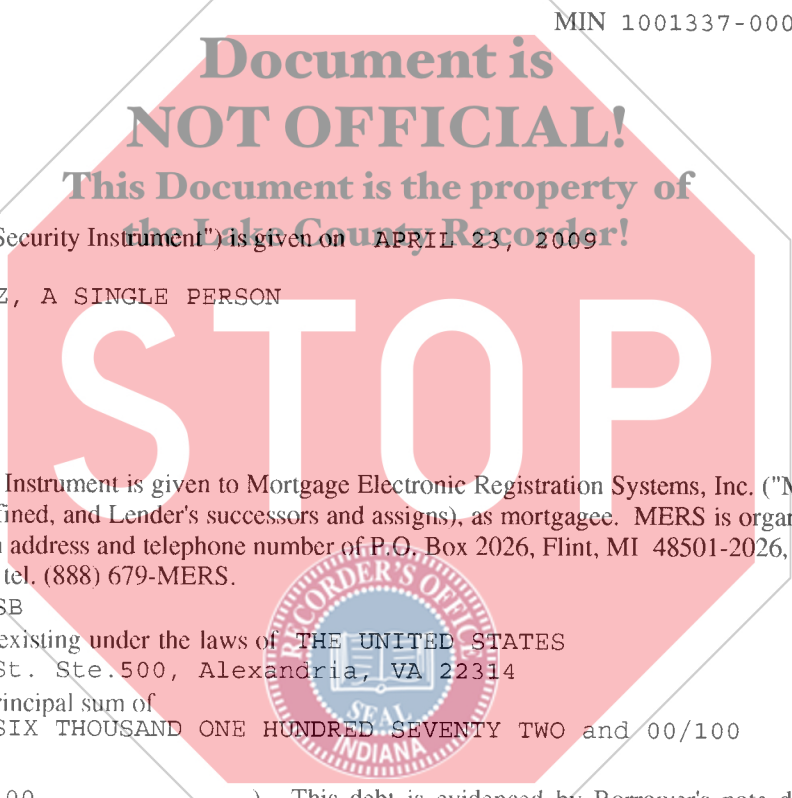 MIN 1001337-000
Document is
NOT OFFICIAL!
This Document is the property of
the Lake County Recorder!
Security Instrument") is given on APRIL 23, 2009
Z, A SINGLE PERSON
STOP
Instrument is given to Mortgage Electronic Registration Systems, Inc. ("M
fined, and Lender's successors and assigns), as mortgagee. MERS is organ
address and telephone number of P.O. Box 2026, Flint, MI 48501-2026,
tel. (888) 679-MERS.
SB
existing under the laws of THE UNITED STATES
St. Ste.500, Alexandria, VA 22314
rincipal sum of
SIX THOUSAND ONE HUNDRED SEVENTY TWO and 00/100
RECORDER'S OFFICE
SEAL
INDIANA
00 ). This debt is evidenced by Borrower's note d